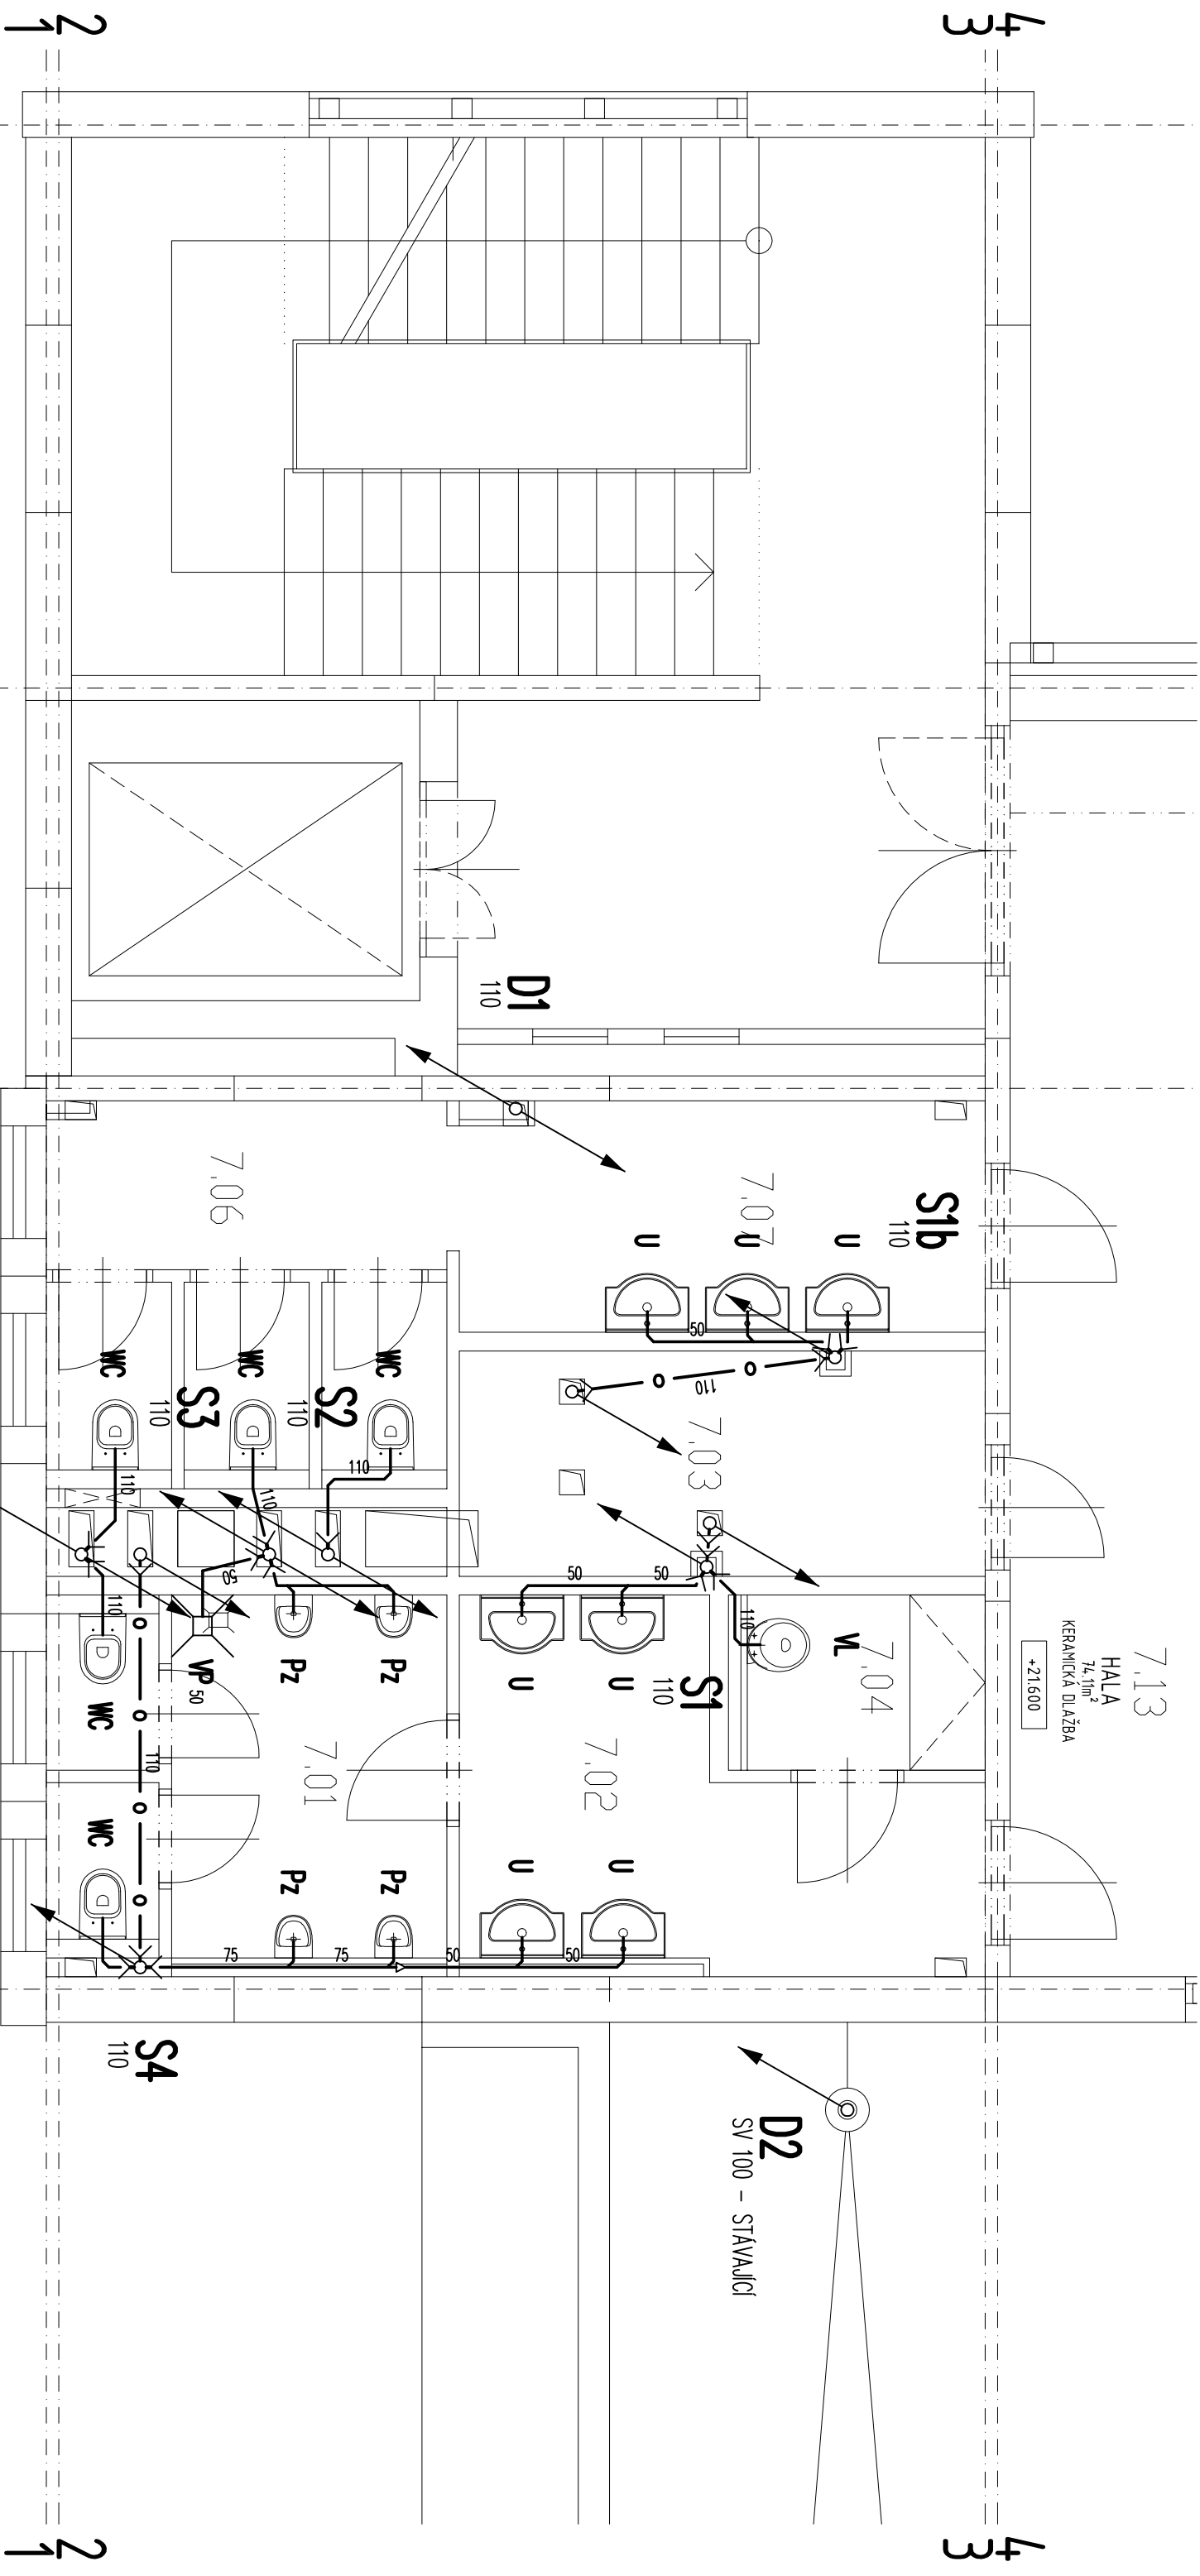 2
1
4
3
D1
110
7.06
7.07
S1b
110
U
U
U
50
WC
WC
WC
S3
110
S2
110
110
110
110
110
7.03
50
50
50
110
VL
7.04
110
VP
50
Pz
Pz
U
U
S1
110
WC
WC
110
7.01
7.02
Pz
Pz
U
U
75
75
50
50
7.13
HALA
74.11m²
KERAMICKÁ DLAŽBA
+21.600
S4
110
D2
SV 100 - STÁVAJÍCÍ
2
1
4
3